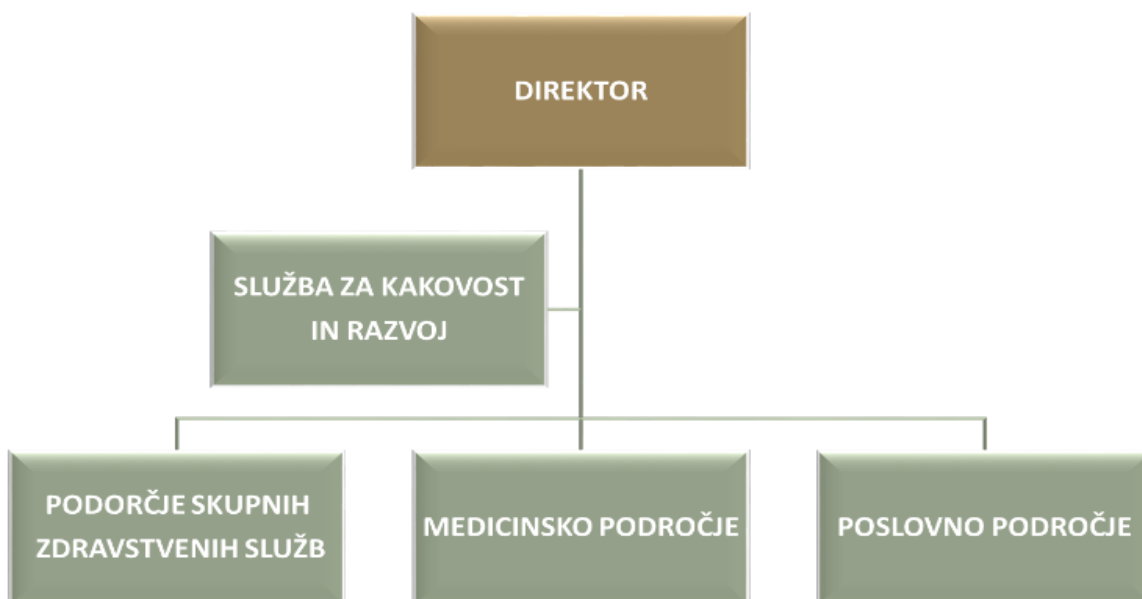 DIREKTOR
SLUŽBA ZA KAKOVOST
IN RAZVOJ
PODORČJE SKUPNIH
ZDRAVSTVENIH SLUŽB
MEDICINSKO PODROČJE
POSLOVNO PODROČJE